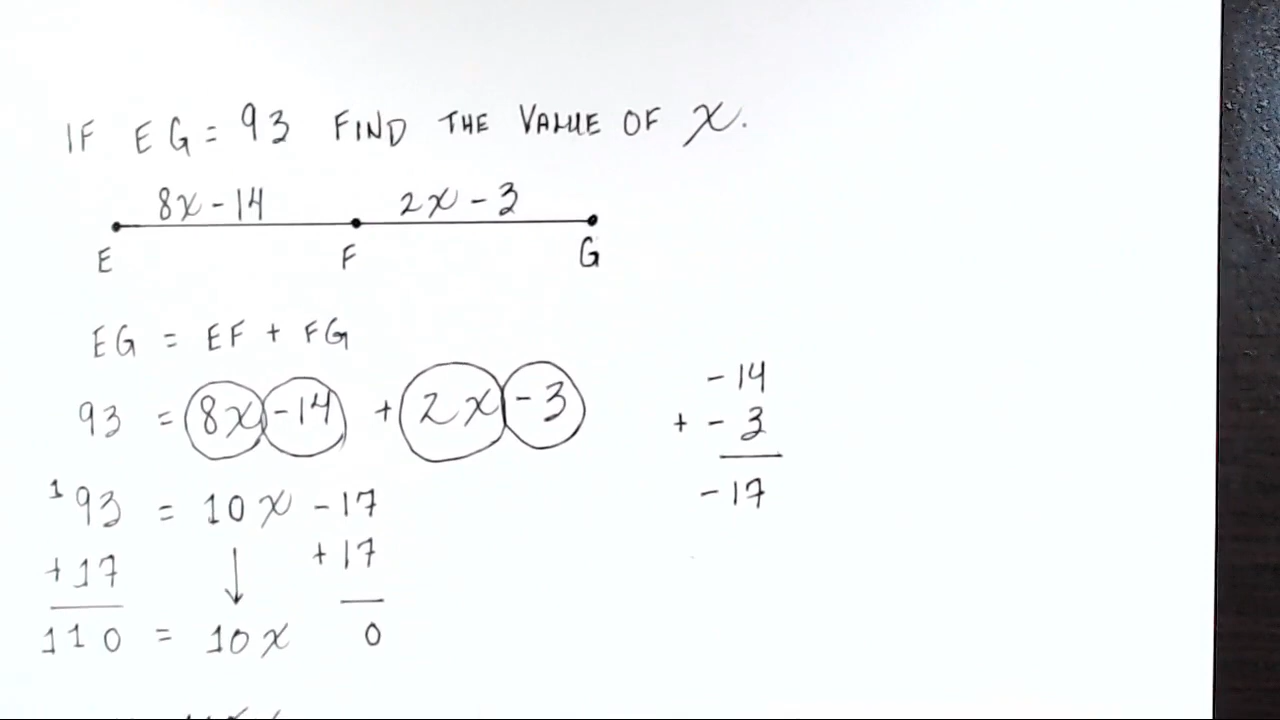 IF EG = 93 FIND THE VALUE OF x.
8x - 14 2x - 3
E F G
EG = EF + FG
93 = 8x -14 + 2x -3
-14
+ -3
-17
1 93 = 10x -17
+17 +17
110 = 10x 0